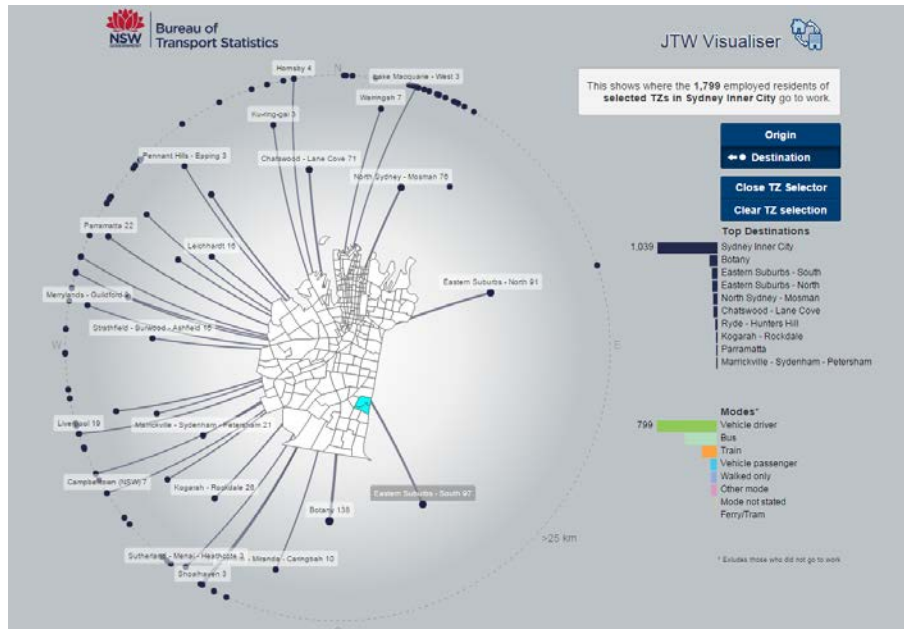 NSW
GOVERNMENT
Bureau of
Transport Statistics
JTW Visualiser
This shows where the 1,799 employed residents of
selected TZs in Sydney Inner City go to work.
Origin
Destination
Close TZ Selector
Clear TZ selection
Top Destinations
1,039 Sydney Inner City
Botany
Eastern Suburbs - South
Eastern Suburbs - North
North Sydney - Mosman
Chatswood - Lane Cove
Ryde - Hunters Hill
Kogarah - Rockdale
Parramatta
Marrickville - Sydenham - Petersham
Modes*
799 Vehicle driver
Bus
Train
Vehicle passenger
Walked only
Other mode
Mode not stated
Ferry/Tram
* Exludes those who did not go to work
N
Hornsby 4
Lake Macquarie - West 3
Warringah 7
Ku-ring-gai 3
Pennant Hills - Epping 3
Chatswood - Lane Cove 71
North Sydney - Mosman 76
Parramatta 22
Leichhardt 16
Eastern Suburbs - North 91
Merrylands - Guildford
Strathfield - Burwood - Ashfield 16
W
E
Liverpool 19
Marrickville - Sydenham - Petersham 21
Campbelltown (NSW) 7
Kogarah - Rockdale 26
Eastern Suburbs - South 97
Botany 138
>25 km
Sutherland - Menai - Heathcote 3
Miranda - Caringbah 10
Shoalhaven 3